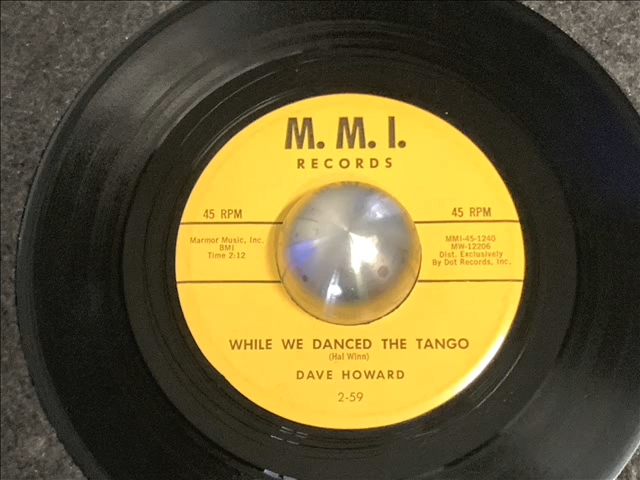 M. M. I.
RECORDS
45 RPM
45 RPM
Marmor Music, Inc.
BMI
Time 2:12
MMI-45-1240
MW-12206
Dist. Exclusively
By Dot Records, Inc.
WHILE WE DANCED THE TANGO
(Hal Winn)
DAVE HOWARD
2-59